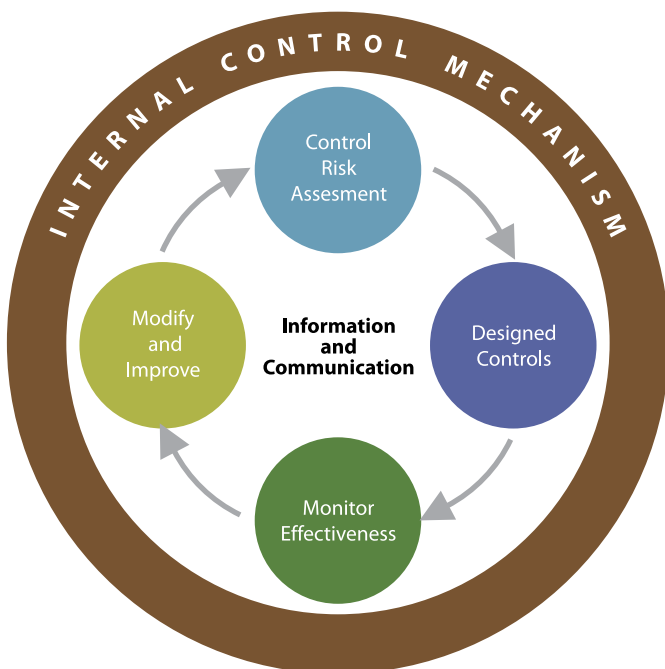 INTERNAL CONTROL MECHANISM
Control
Risk
Assesment
Designed
Controls
Monitor
Effectiveness
Modify
and
Improve
Information
and
Communication